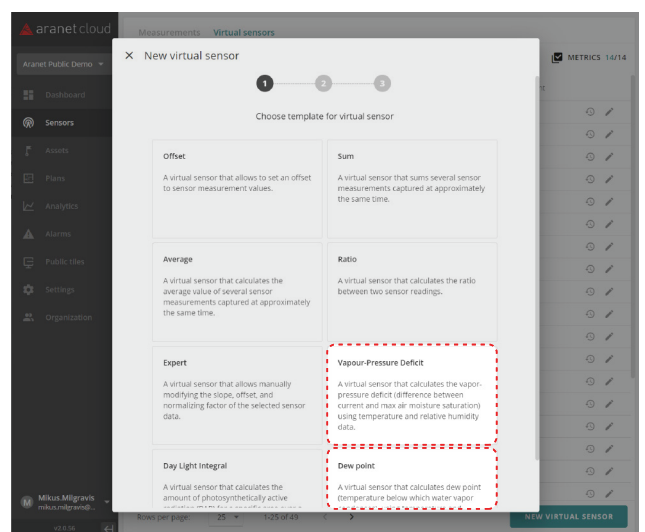 aranet cloud
Measurements Virtual sensors
Aranet Public Demo
METRICS 14/14
× New virtual sensor
1 2 3
Choose template for virtual sensor
Dashboard
Sensors
Assets
Plans
Analytics
Alarms
Public tiles
Settings
Organization
Offset
A virtual sensor that allows to set an offset
to sensor measurement values.
Sum
A virtual sensor that sums several sensor
measurements captured at approximately
the same time.
Average
A virtual sensor that calculates the
average value of several sensor
measurements captured at approximately
the same time.
Ratio
A virtual sensor that calculates the ratio
between two sensor readings.
Expert
A virtual sensor that allows manually
modifying the slope, offset, and
normalizing factor of the selected sensor
data.
Vapour-Pressure Deficit
A virtual sensor that calculates the vapor-
pressure deficit (difference between
current and max air moisture saturation)
using temperature and relative humidity
data.
Day Light Integral
A virtual sensor that calculates the
amount of photosynthetically active
Dew point
A virtual sensor that calculates dew point
(temperature below which water vapor
M Mikus.Milgravis
mikus.milgravis@...
v2.0.16
Rows per page: 25 1-25 of 49
NEW VIRTUAL SENSOR